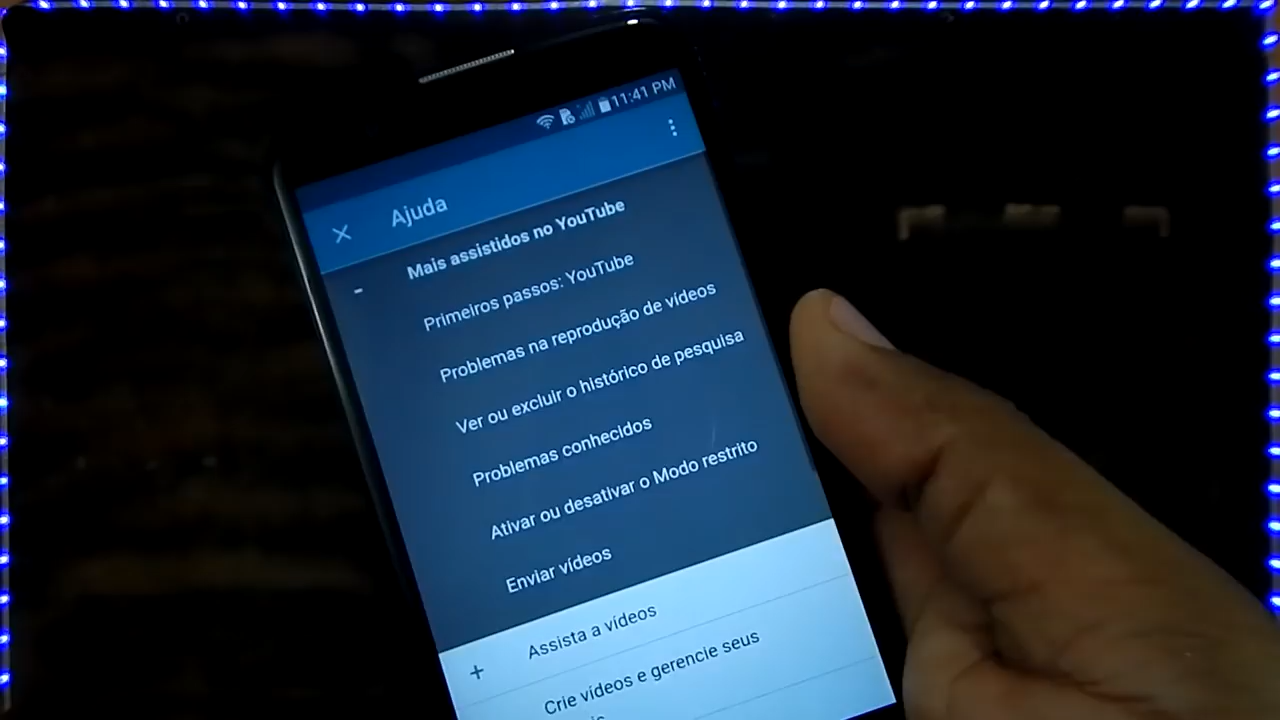 11:41 PM
Ajuda
Mais assistidos no YouTube
Primeiros passos: YouTube
Problemas na reprodução de vídeos
Ver ou excluir o histórico de pesquisa
Problemas conhecidos
Ativar ou desativar o Modo restrito
Enviar vídeos
Assista a vídeos
Crie vídeos e gerencie seus